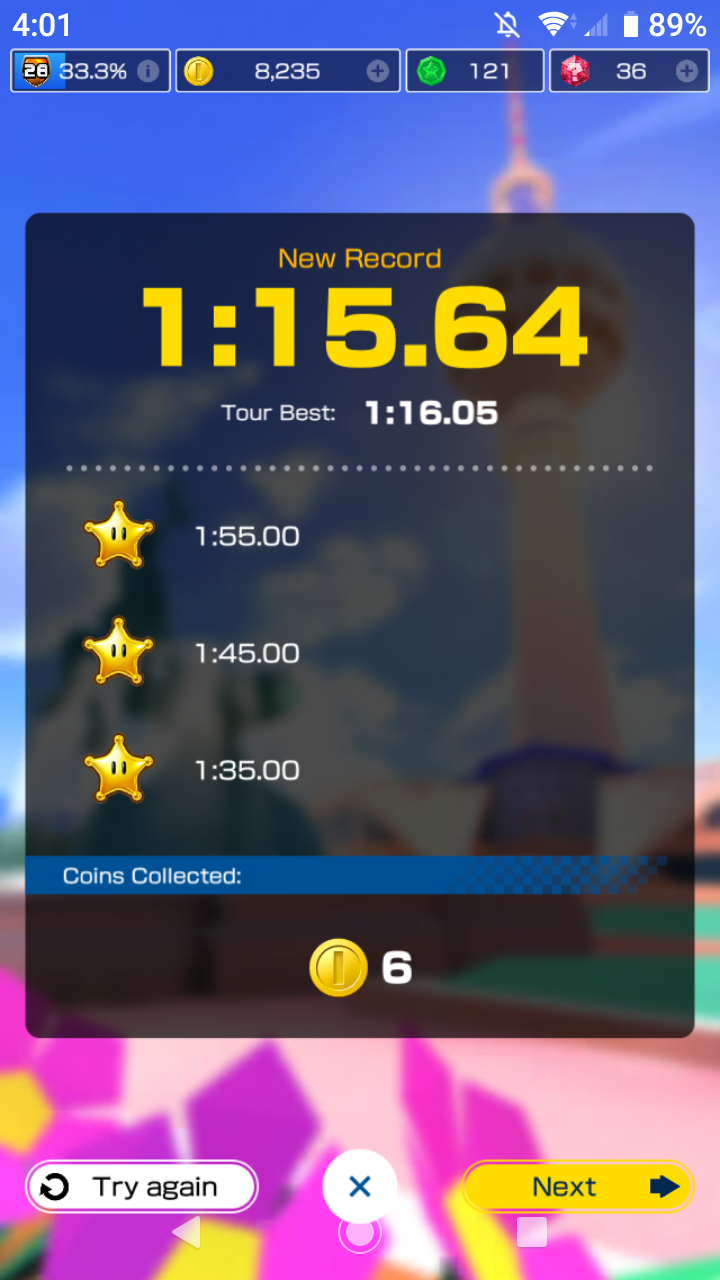 4:01 89%
28 33.3% i 8,235 + 121 36 +
New Record
1:15.64
Tour Best: 1:16.05
1:55.00
1:45.00
1:35.00
Coins Collected:
6
Try again × Next